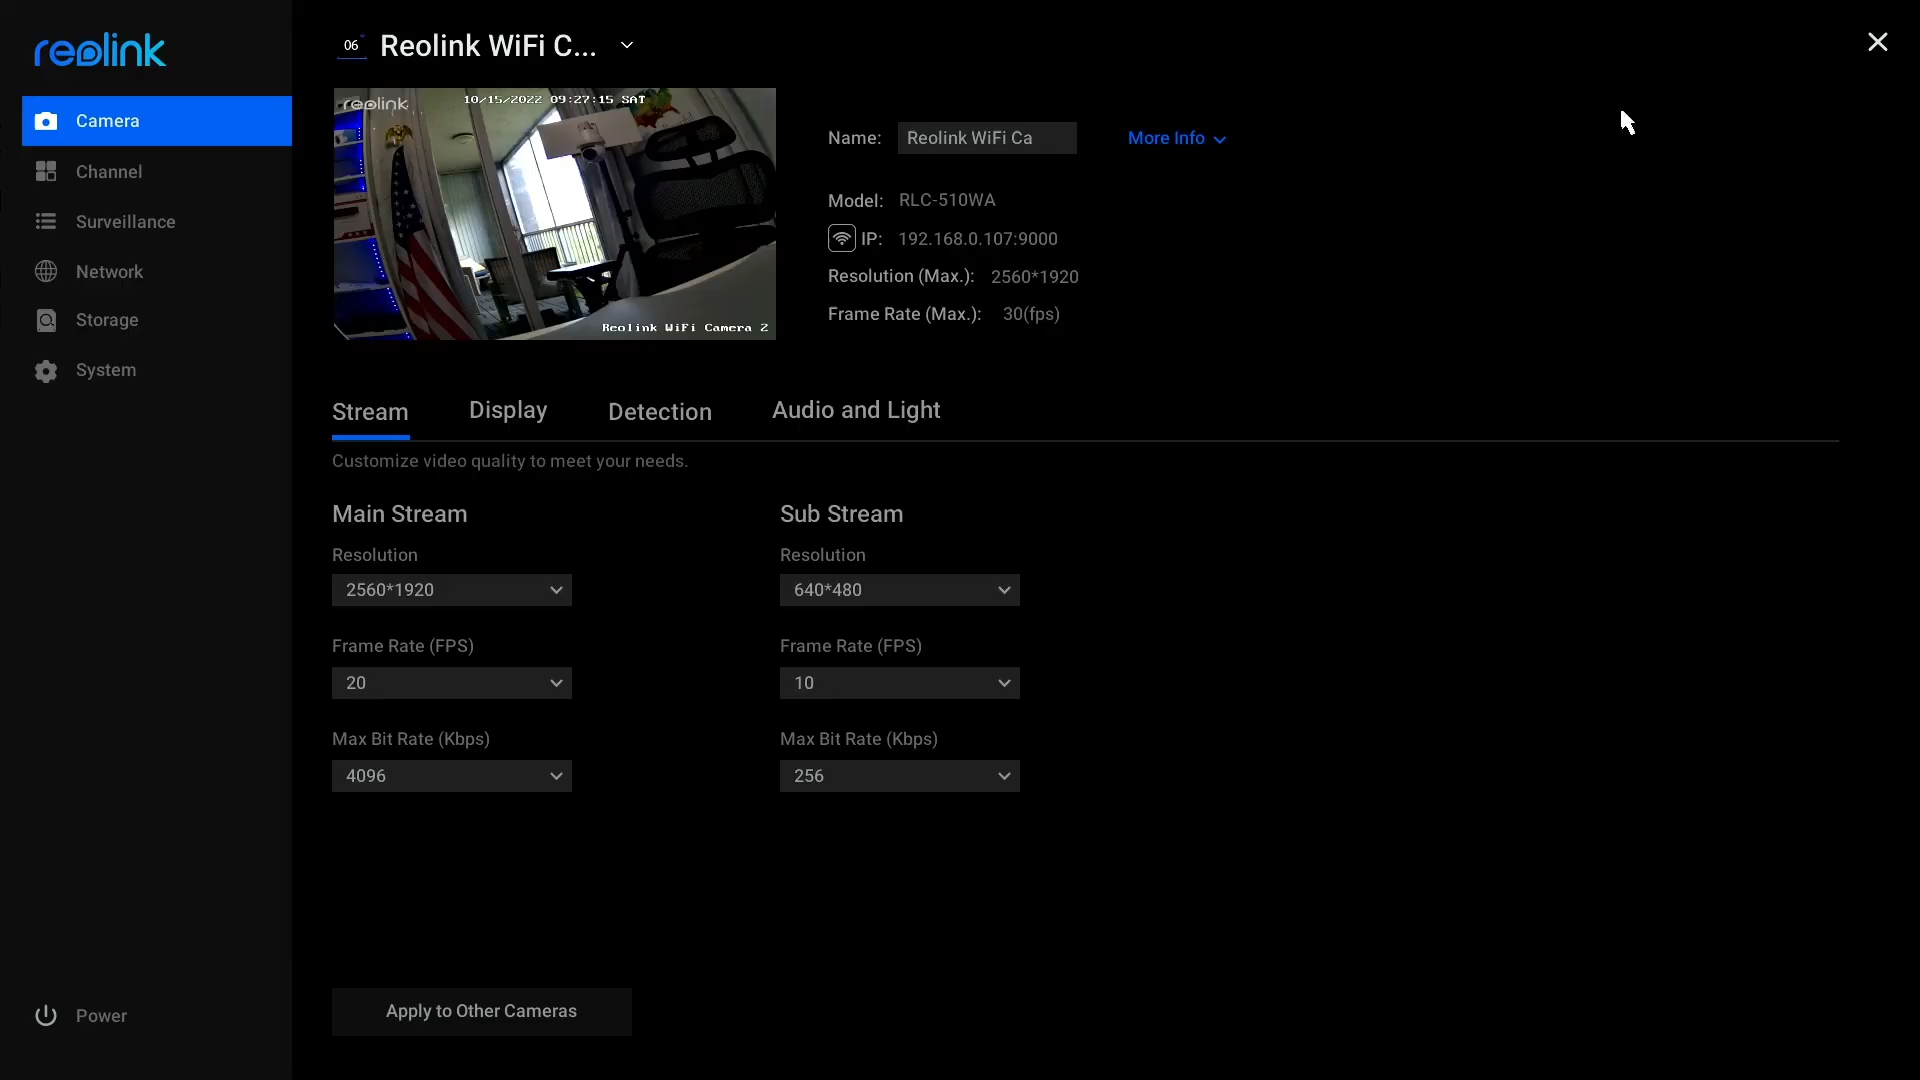 reolink
06 Reolink WiFi C...
Camera
Channel
Surveillance
Network
Storage
System
Power
reolink
10/15/2022 09:27:15 SAT
Reolink WiFi Camera 2
Name: Reolink WiFi Ca
More Info
Model: RLC-510WA
IP: 192.168.0.107:9000
Resolution (Max.): 2560*1920
Frame Rate (Max.): 30(fps)
Stream Display Detection Audio and Light
Customize video quality to meet your needs.
Main Stream
Resolution
2560*1920
Frame Rate (FPS)
20
Max Bit Rate (Kbps)
4096
Sub Stream
Resolution
640*480
Frame Rate (FPS)
10
Max Bit Rate (Kbps)
256
Apply to Other Cameras